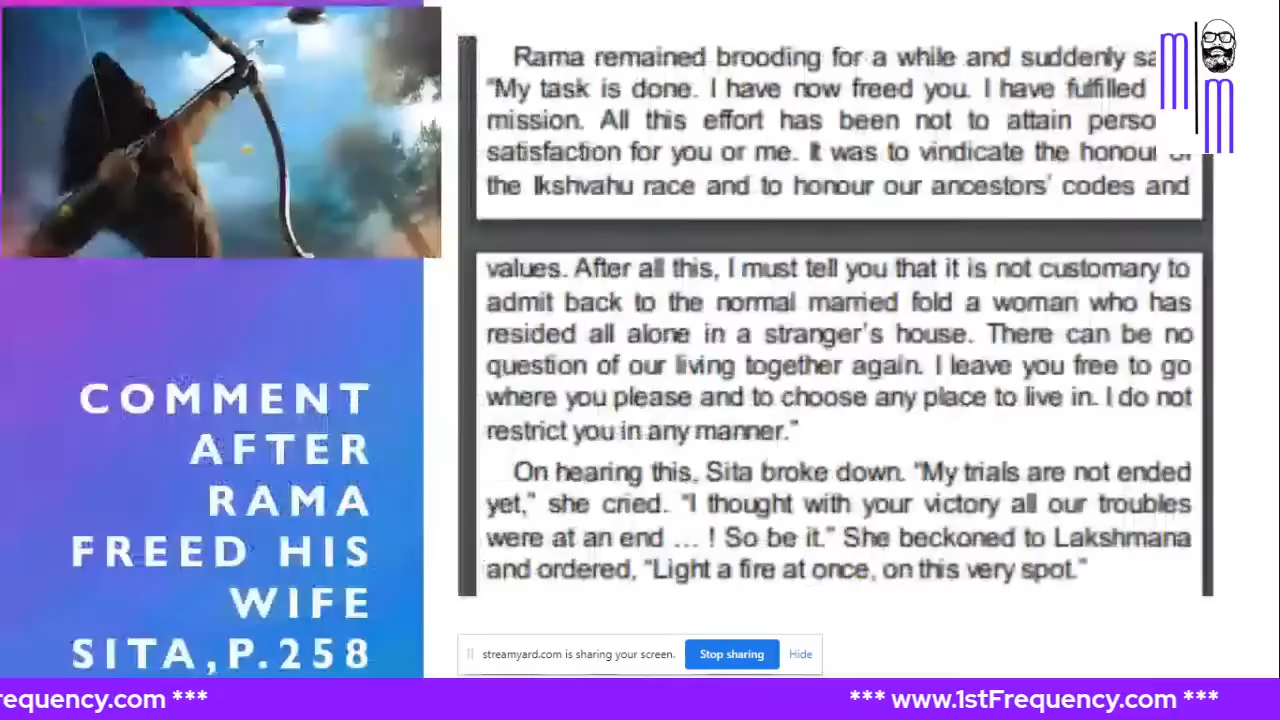 Rama remained brooding for a while and suddenly sa
"My task is done. I have now freed you. I have fulfilled
mission. All this effort has been not to attain perso
satisfaction for you or me. It was to vindicate the honour of
the Ikshvahu race and to honour our ancestors' codes and
values. After all this, I must tell you that it is not customary to
admit back to the normal married fold a woman who has
resided all alone in a stranger's house. There can be no
question of our living together again. I leave you free to go
where you please and to choose any place to live in. I do not
restrict you in any manner."
On hearing this, Sita broke down. "My trials are not ended
yet," she cried. "I thought with your victory all our troubles
were at an end ... ! So be it." She beckoned to Lakshmana
and ordered, "Light a fire at once, on this very spot."
COMMENT
AFTER
RAMA
FREED HIS
WIFE
SITA,P.258
m m
streamyard.com is sharing your screen. Stop sharing Hide
requency.com *** *** www.1stFrequency.com ***